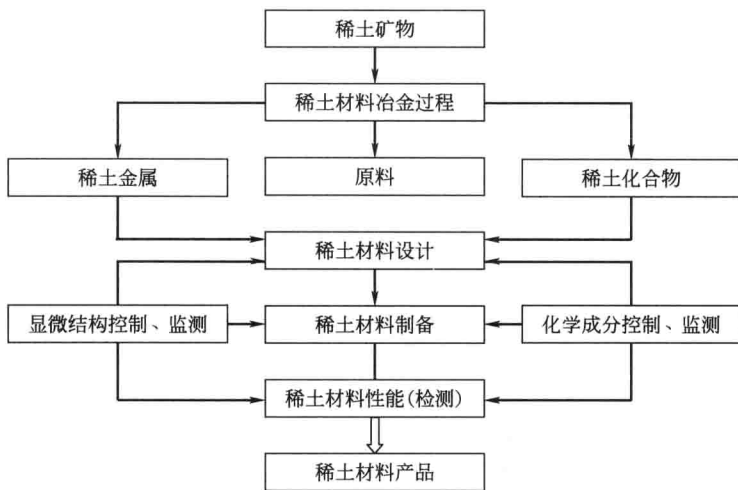 稀土矿物
稀土材料冶金过程
稀土金属
原料
稀土化合物
稀土材料设计
显微结构控制、监测
稀土材料制备
化学成分控制、监测
稀土材料性能(检测)
稀土材料产品